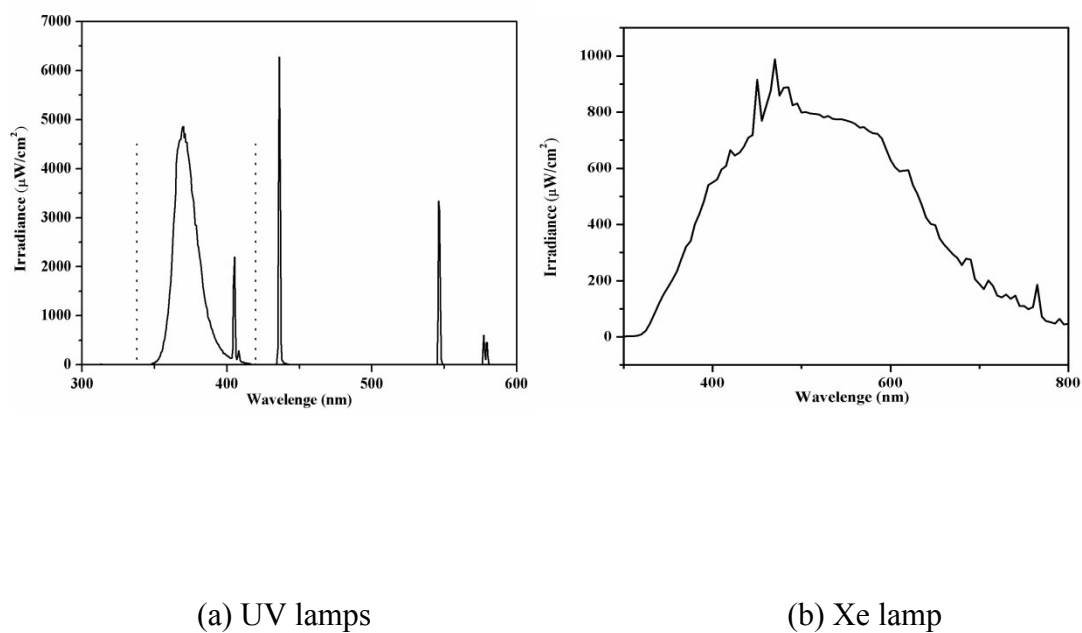 7000
6000
5000
4000
3000
2000
1000
0
Irradiance (µW/cm²)
300 400 500 600
Wavelenge (nm)
1000
800
600
400
200
0
Irradiance (µW/cm²)
400 600 800
Wavelenge (nm)
(a) UV lamps
(b) Xe lamp